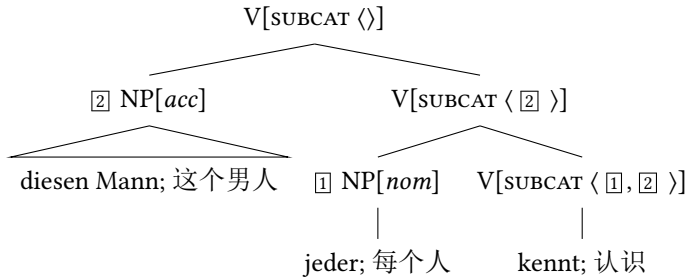 V[SUBCAT ⟨⟩]
2 NP[acc] V[SUBCAT ⟨ 2 ⟩]
diesen Mann; 这个男人 1 NP[nom] V[SUBCAT ⟨ 1, 2 ⟩]
jeder; 每个人 kennt; 认识